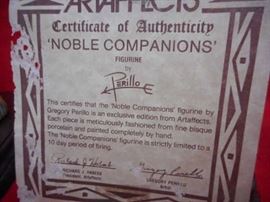 ARTAFFECTS
Certificate of Authenticity
'NOBLE COMPANIONS'
FIGURINE
by
Perillo
This certifies that the 'Noble Companions' figurine by
Gregory Perillo is an exclusive edition from Artaffects.
Each piece is meticulously fashioned from fine bisque
porcelain and painted completely by hand.
The 'Noble Companions' figurine is strictly limited to a
10 day period of firing.
GREGORY PERILLO
Artist